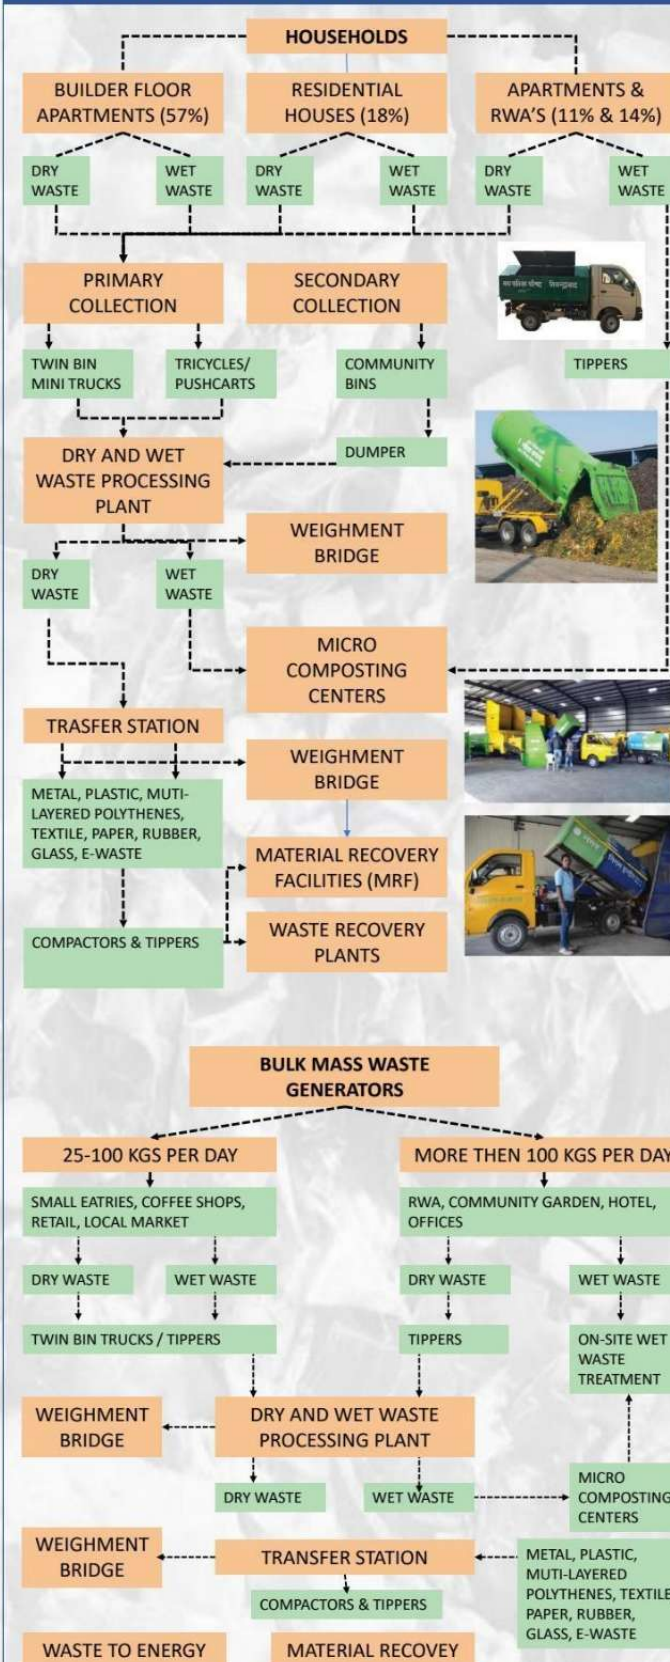 HOUSEHOLDS
BUILDER FLOOR
APARTMENTS (57%)
RESIDENTIAL
HOUSES (18%)
APARTMENTS &
RWA'S (11% & 14%)
DRY
WASTE
WET
WASTE
DRY
WASTE
WET
WASTE
DRY
WASTE
WET
WASTE
PRIMARY
COLLECTION
SECONDARY
COLLECTION
TWIN BIN
MINI TRUCKS
TRICYCLES/
PUSHCARTS
COMMUNITY
BINS
TIPPERS
DRY AND WET
WASTE PROCESSING
PLANT
DUMPER
WEIGHMENT
BRIDGE
DRY
WASTE
WET
WASTE
MICRO
COMPOSTING
CENTERS
TRASFER STATION
WEIGHMENT
BRIDGE
METAL, PLASTIC, MUTI-
LAYERED POLYTHENES,
TEXTILE, PAPER, RUBBER,
GLASS, E-WASTE
MATERIAL RECOVERY
FACILITIES (MRF)
COMPACTORS & TIPPERS
WASTE RECOVERY
PLANTS
BULK MASS WASTE
GENERATORS
25-100 KGS PER DAY
MORE THEN 100 KGS PER DAY
SMALL EATRIES, COFFEE SHOPS,
RETAIL, LOCAL MARKET
RWA, COMMUNITY GARDEN, HOTEL,
OFFICES
DRY WASTE
WET WASTE
DRY WASTE
WET WASTE
TWIN BIN TRUCKS / TIPPERS
TIPPERS
ON-SITE WET
WASTE
TREATMENT
WEIGHMENT
BRIDGE
DRY AND WET WASTE
PROCESSING PLANT
DRY WASTE
WET WASTE
MICRO
COMPOSTING
CENTERS
WEIGHMENT
BRIDGE
TRANSFER STATION
METAL, PLASTIC,
MUTI-LAYERED
POLYTHENES, TEXTILE
PAPER, RUBBER,
GLASS, E-WASTE
COMPACTORS & TIPPERS
WASTE TO ENERGY
MATERIAL RECOVEY